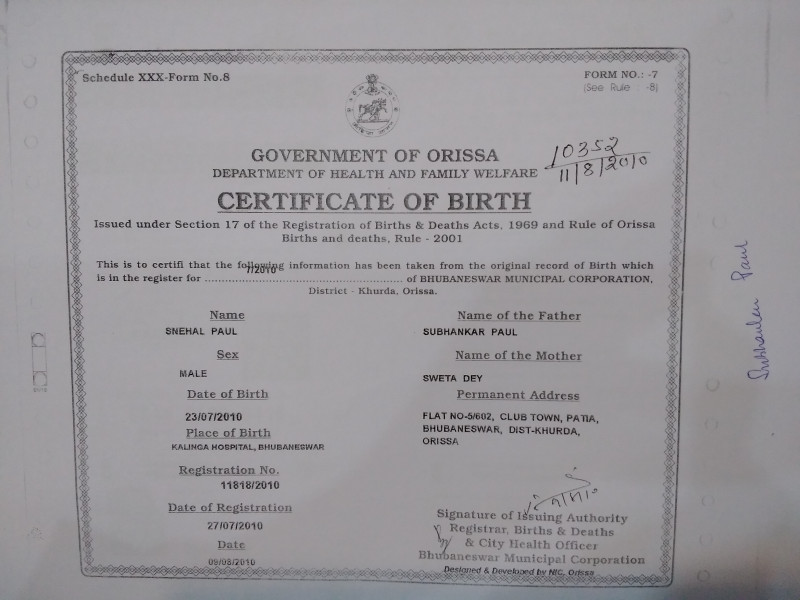 Schedule XXX-Form No.8
FORM NO.: -7
(See Rule -8)
GOVERNMENT OF ORISSA
10352
11/8/2010
DEPARTMENT OF HEALTH AND FAMILY WELFARE
CERTIFICATE OF BIRTH
Issued under Section 17 of the Registration of Births & Deaths Acts, 1969 and Rule of Orissa
Births and deaths, Rule - 2001
This is to certifi that the following information has been taken from the original record of Birth which
7/2010
is in the register for ........................................................ of BHUBANESWAR MUNICIPAL CORPORATION,
District - Khurda, Orissa.
Name
SNEHAL PAUL
Sex
MALE
Date of Birth
23/07/2010
Place of Birth
KALINGA HOSPITAL, BHUBANESWAR
Registration No.
11818/2010
Date of Registration
27/07/2010
Date
09/08/2010
Name of the Father
SUBHANKAR PAUL
Name of the Mother
SWETA DEY
Permanent Address
FLAT NO-5/602, CLUB TOWN, PATIA,
BHUBANESWAR, DIST-KHURDA,
ORISSA
Signature of Issuing Authority
Registrar, Births & Deaths
& City Health Officer
Bhubaneswar Municipal Corporation
Designed & Developed by NIC, Orissa
Subhankar Paul